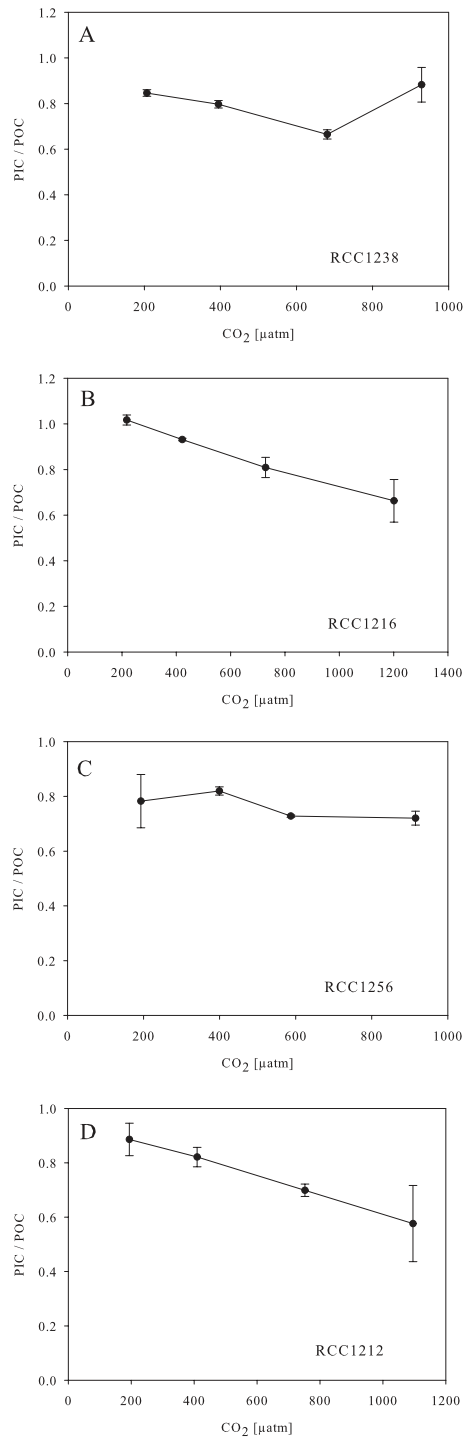 A
1.2
1.0
0.8
0.6
0.4
0.2
0.0
PIC / POC
RCC1238
0 200 400 600 800 1000
CO2 [µatm]
B
1.2
1.0
0.8
0.6
0.4
0.2
0.0
PIC / POC
RCC1216
0 200 400 600 800 1000 1200 1400
CO2 [µatm]
C
1.0
0.8
0.6
0.4
0.2
0.0
PIC / POC
RCC1256
0 200 400 600 800 1000
CO2 [µatm]
D
1.0
0.8
0.6
0.4
0.2
0.0
PIC / POC
RCC1212
0 200 400 600 800 1000 1200
CO2 [µatm]